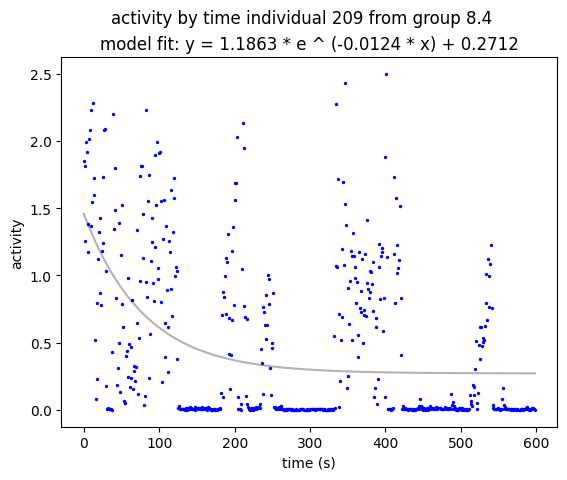 activity by time individual 209 from group 8.4
model fit: y = 1.1863 * e ^ (-0.0124 * x) + 0.2712
2.5
2.0
1.5
1.0
0.5
0.0
activity
0 100 200 300 400 500 600
time (s)